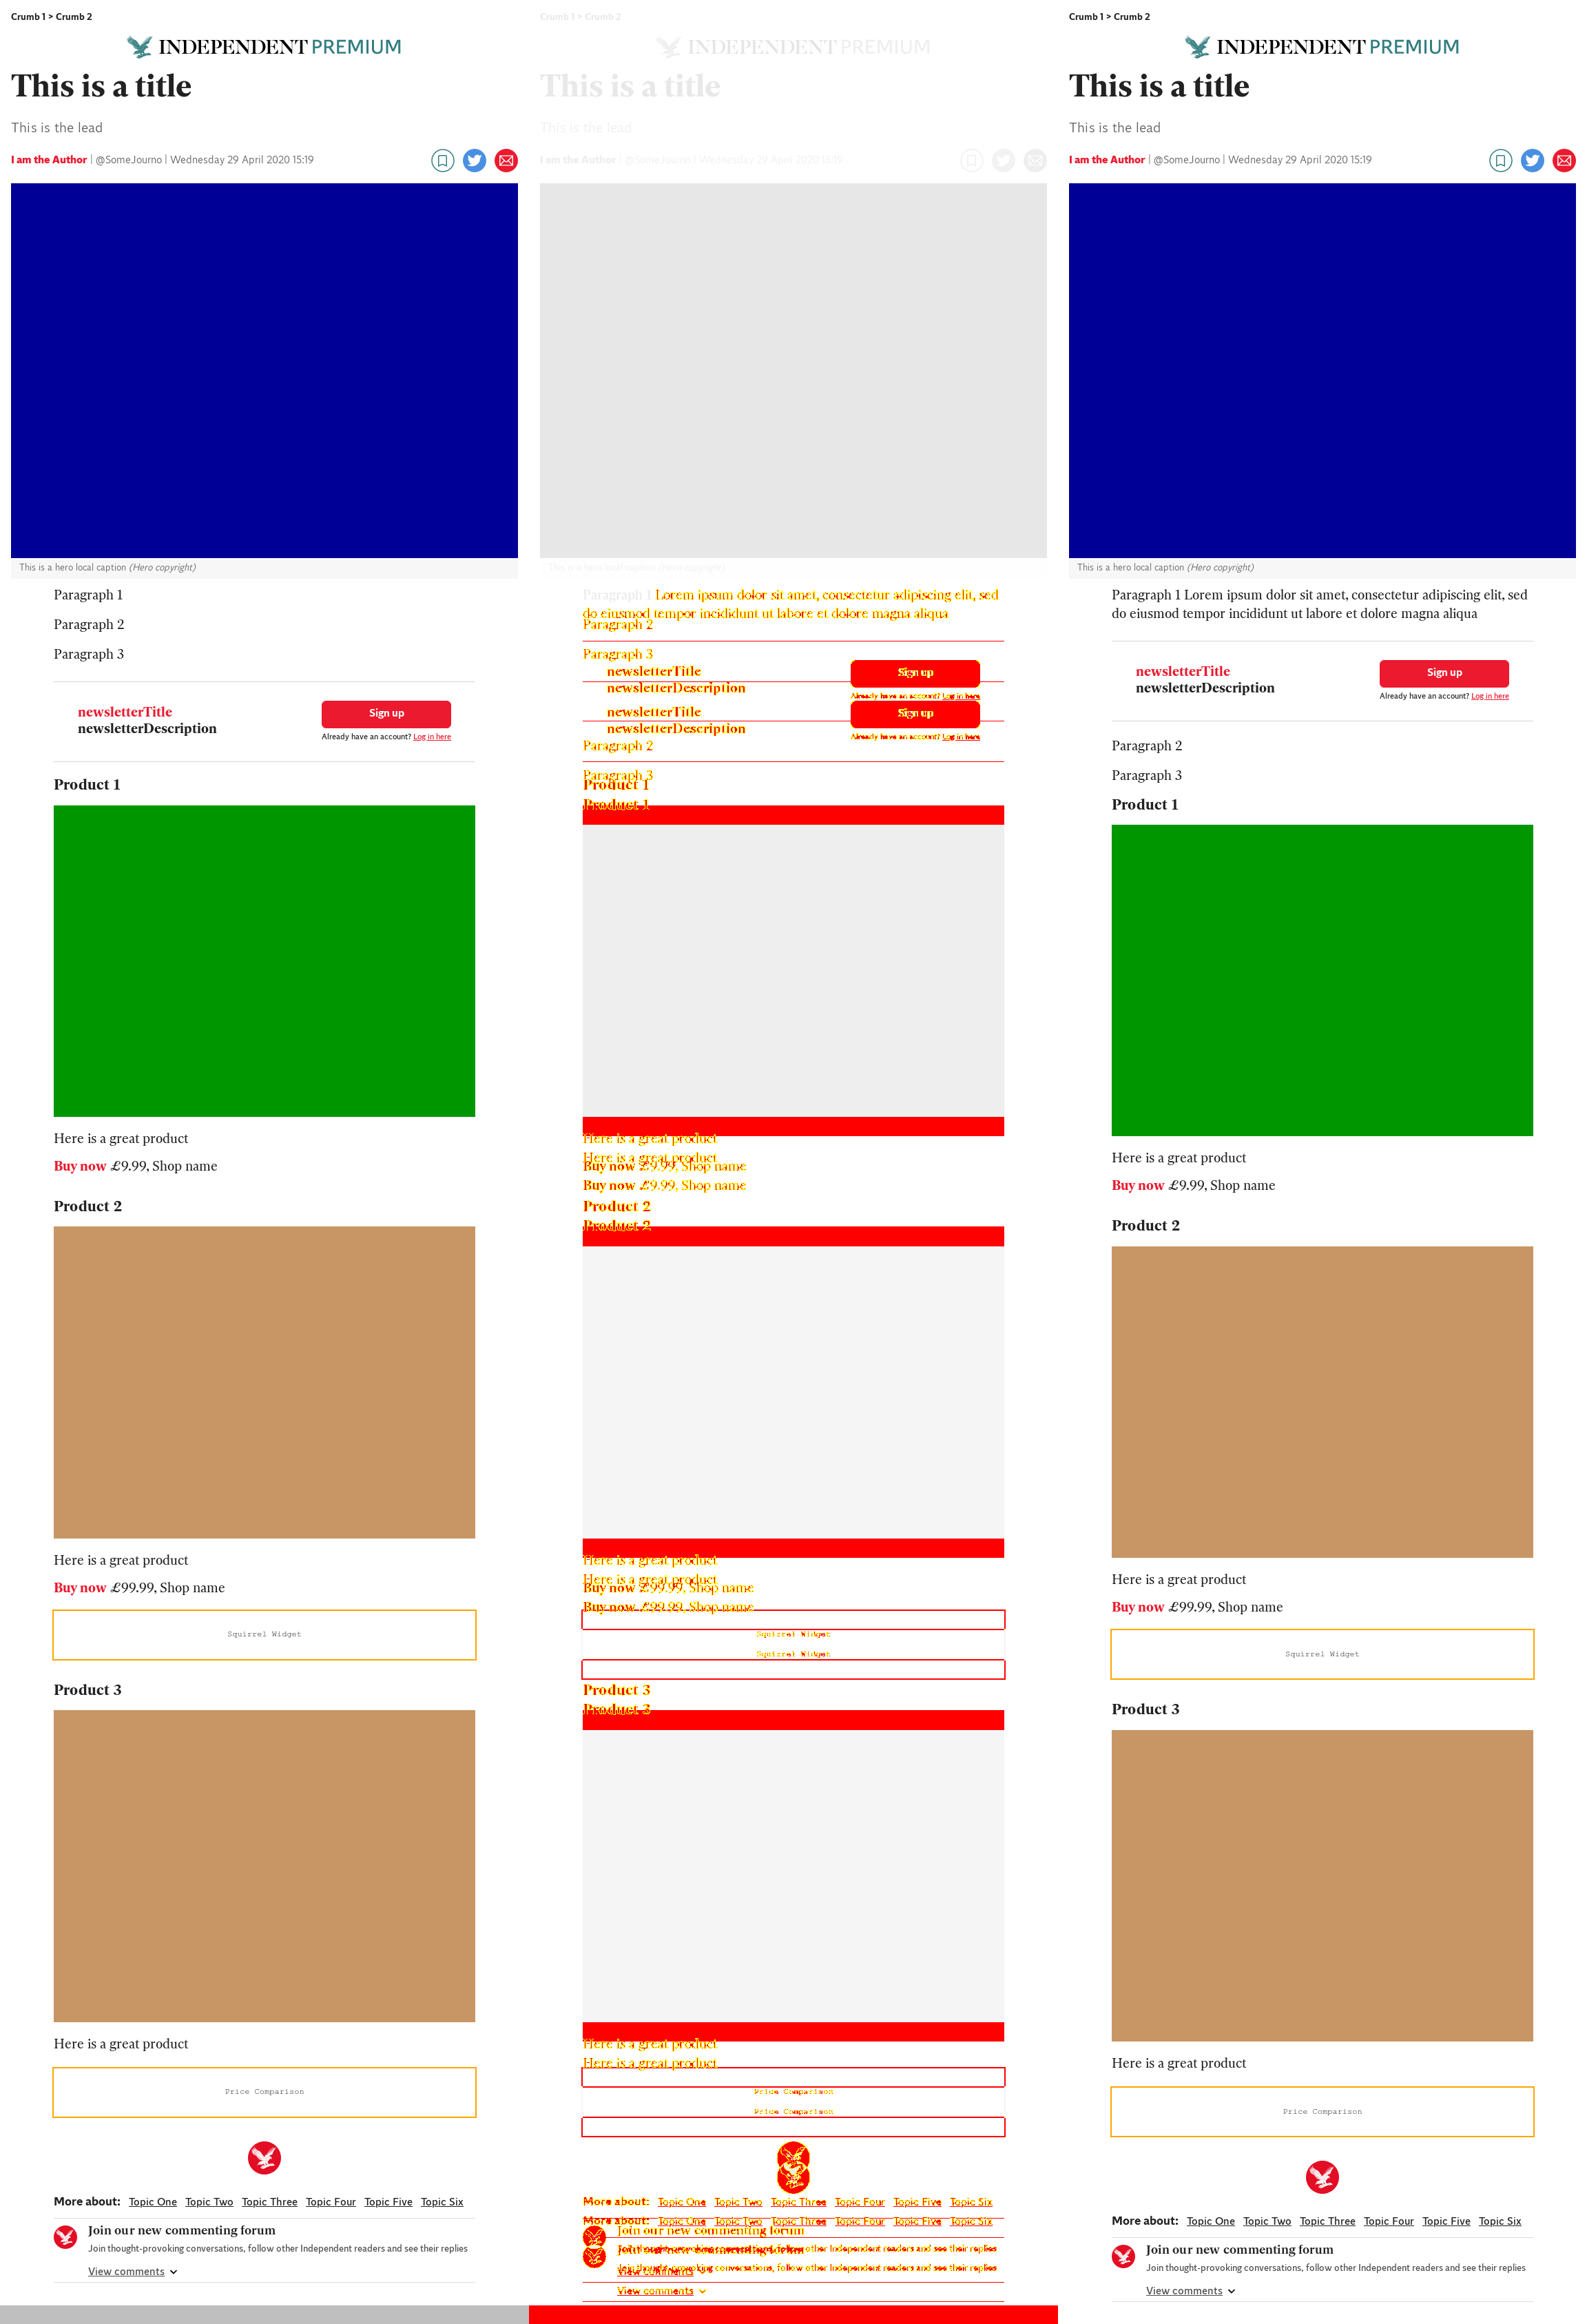 Crumb 1 > Crumb 2
INDEPENDENT PREMIUM
This is a title
This is the lead
I am the Author | @SomeJourno | Wednesday 29 April 2020 15:19
This is a hero local caption (Hero copyright)
Paragraph 1
Paragraph 2
Paragraph 3
newsletterTitle
newsletterDescription
Sign up
Already have an account? Log in here
Product 1
Here is a great product
Buy now £9.99, Shop name
Product 2
Here is a great product
Buy now £99.99, Shop name
Squirrel Widget
Product 3
Here is a great product
Price Comparison
More about: Topic One Topic Two Topic Three Topic Four Topic Five Topic Six
Join our new commenting forum
Join thought-provoking conversations, follow other Independent readers and see their replies
View comments
Crumb 1 > Crumb 2
INDEPENDENT PREMIUM
This is a title
This is the lead
I am the Author | @SomeJourno | Wednesday 29 April 2020 15:19
This is a hero local caption (Hero copyright)
Paragraph 1 Lorem ipsum dolor sit amet, consectetur adipiscing elit, sed
do eiusmod tempor incididunt ut labore et dolore magna aliqua
Paragraph 2
Paragraph 3
newsletterTitle
newsletterDescription
Sign up
Already have an account? Log in here
newsletterTitle
newsletterDescription
Sign up
Already have an account? Log in here
Paragraph 2
Paragraph 3
Product 1
Product 1
Here is a great product
Here is a great product
Buy now £9.99, Shop name
Buy now £9.99, Shop name
Product 2
Product 2
Here is a great product
Here is a great product
Buy now £99.99, Shop name
Buy now £99.99, Shop name
Squirrel Widget
Squirrel Widget
Product 3
Product 3
Here is a great product
Here is a great product
Price Comparison
Price Comparison
More about: Topic One Topic Two Topic Three Topic Four Topic Five Topic Six
More about: Topic One Topic Two Topic Three Topic Four Topic Five Topic Six
Join our new commenting forum
Join our new commenting forum
Join thought-provoking conversations, follow other Independent readers and see their replies
Join thought-provoking conversations, follow other Independent readers and see their replies
View comments
View comments
Crumb 1 > Crumb 2
INDEPENDENT PREMIUM
This is a title
This is the lead
I am the Author | @SomeJourno | Wednesday 29 April 2020 15:19
This is a hero local caption (Hero copyright)
Paragraph 1 Lorem ipsum dolor sit amet, consectetur adipiscing elit, sed
do eiusmod tempor incididunt ut labore et dolore magna aliqua
newsletterTitle
newsletterDescription
Sign up
Already have an account? Log in here
Paragraph 2
Paragraph 3
Product 1
Here is a great product
Buy now £9.99, Shop name
Product 2
Here is a great product
Buy now £99.99, Shop name
Squirrel Widget
Product 3
Here is a great product
Price Comparison
More about: Topic One Topic Two Topic Three Topic Four Topic Five Topic Six
Join our new commenting forum
Join thought-provoking conversations, follow other Independent readers and see their replies
View comments